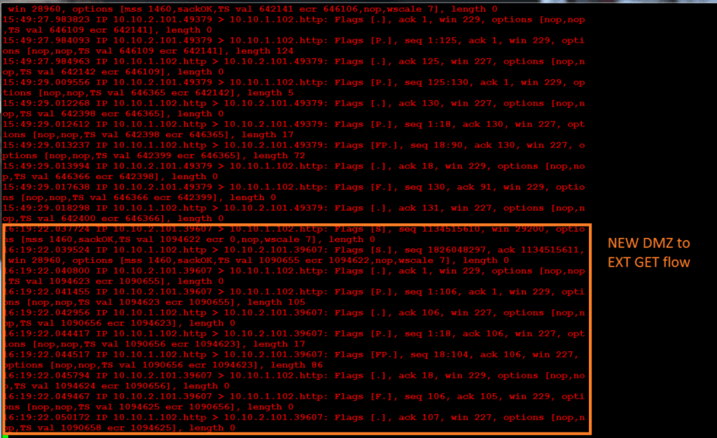 win 28960, options [mss 1460,sackOK,TS val 642141 ecr 646106,nop,wscale 7], length 0
15:49:27.983823 IP 10.10.2.101.49379 > 10.10.1.102.http: Flags [.], ack 1, win 229, options [nop,nop
,TS val 646109 ecr 642141], length 0
15:49:27.984093 IP 10.10.2.101.49379 > 10.10.1.102.http: Flags [P.], seq 1:125, ack 1, win 229, opti
ons [nop,nop,TS val 646109 ecr 642141], length 124
15:49:27.984963 IP 10.10.1.102.http > 10.10.2.101.49379: Flags [.], ack 125, win 227, options [nop,n
op,TS val 642142 ecr 646109], length 0
15:49:29.009556 IP 10.10.2.101.49379 > 10.10.1.102.http: Flags [P.], seq 125:130, ack 1, win 229, op
tions [nop,nop,TS val 646365 ecr 642142], length 5
15:49:29.012268 IP 10.10.1.102.http > 10.10.2.101.49379: Flags [.], ack 130, win 227, options [nop,n
op,TS val 642398 ecr 646365], length 0
15:49:29.012612 IP 10.10.1.102.http > 10.10.2.101.49379: Flags [P.], seq 1:18, ack 130, win 227, opt
ions [nop,nop,TS val 642398 ecr 646365], length 17
15:49:29.013237 IP 10.10.1.102.http > 10.10.2.101.49379: Flags [FP.], seq 18:90, ack 130, win 227, o
ptions [nop,nop,TS val 642399 ecr 646365], length 72
15:49:29.013994 IP 10.10.2.101.49379 > 10.10.1.102.http: Flags [.], ack 18, win 229, options [nop,no
p,TS val 646366 ecr 642398], length 0
15:49:29.017638 IP 10.10.2.101.49379 > 10.10.1.102.http: Flags [F.], seq 130, ack 91, win 229, optio
ns [nop,nop,TS val 646366 ecr 642399], length 0
15:49:29.018298 IP 10.10.1.102.http > 10.10.2.101.49379: Flags [.], ack 131, win 227, options [nop,n
op,TS val 642400 ecr 646366], length 0
16:19:22.037724 IP 10.10.2.101.39607 > 10.10.1.102.http: Flags [S], seq 1134515610, win 29200, optio
ns [mss 1460,sackOK,TS val 1094622 ecr 0,nop,wscale 7], length 0
16:19:22.039524 IP 10.10.1.102.http > 10.10.2.101.39607: Flags [S.], seq 1026048297, ack 1134515611,
win 28960, options [mss 1460,sackOK,TS val 1090655 ecr 1094622,nop,wscale 7], length 0
16:19:22.040800 IP 10.10.2.101.39607 > 10.10.1.102.http: Flags [.], ack 1, win 229, options [nop,nop
,TS val 1094623 ecr 1090655], length 0
16:19:22.041455 IP 10.10.2.101.39607 > 10.10.1.102.http: Flags [P.], seq 1:106, ack 1, win 229, opti
ons [nop,nop,TS val 1094623 ecr 1090655], length 105
16:19:22.042956 IP 10.10.1.102.http > 10.10.2.101.39607: Flags [.], ack 106, win 227, options [nop,n
op,TS val 1090656 ecr 1094623], length 0
16:19:22.044417 IP 10.10.1.102.http > 10.10.2.101.39607: Flags [P.], seq 1:18, ack 106, win 227, opt
ions [nop,nop,TS val 1090656 ecr 1094623], length 17
16:19:22.044517 IP 10.10.1.102.http > 10.10.2.101.39607: Flags [FP.], seq 18:104, ack 106, win 227,
options [nop,nop,TS val 1090656 ecr 1094623], length 86
16:19:22.045794 IP 10.10.2.101.39607 > 10.10.1.102.http: Flags [.], ack 18, win 229, options [nop,no
p,TS val 1094624 ecr 1090656], length 0
16:19:22.049467 IP 10.10.2.101.39607 > 10.10.1.102.http: Flags [F.], seq 106, ack 105, win 229, opti
ons [nop,nop,TS val 1094625 ecr 1090656], length 0
16:19:22.050172 IP 10.10.1.102.http > 10.10.2.101.39607: Flags [.], ack 107, win 227, options [nop,n
op,TS val 1090658 ecr 1094625], length 0
NEW DMZ to
EXT GET flow